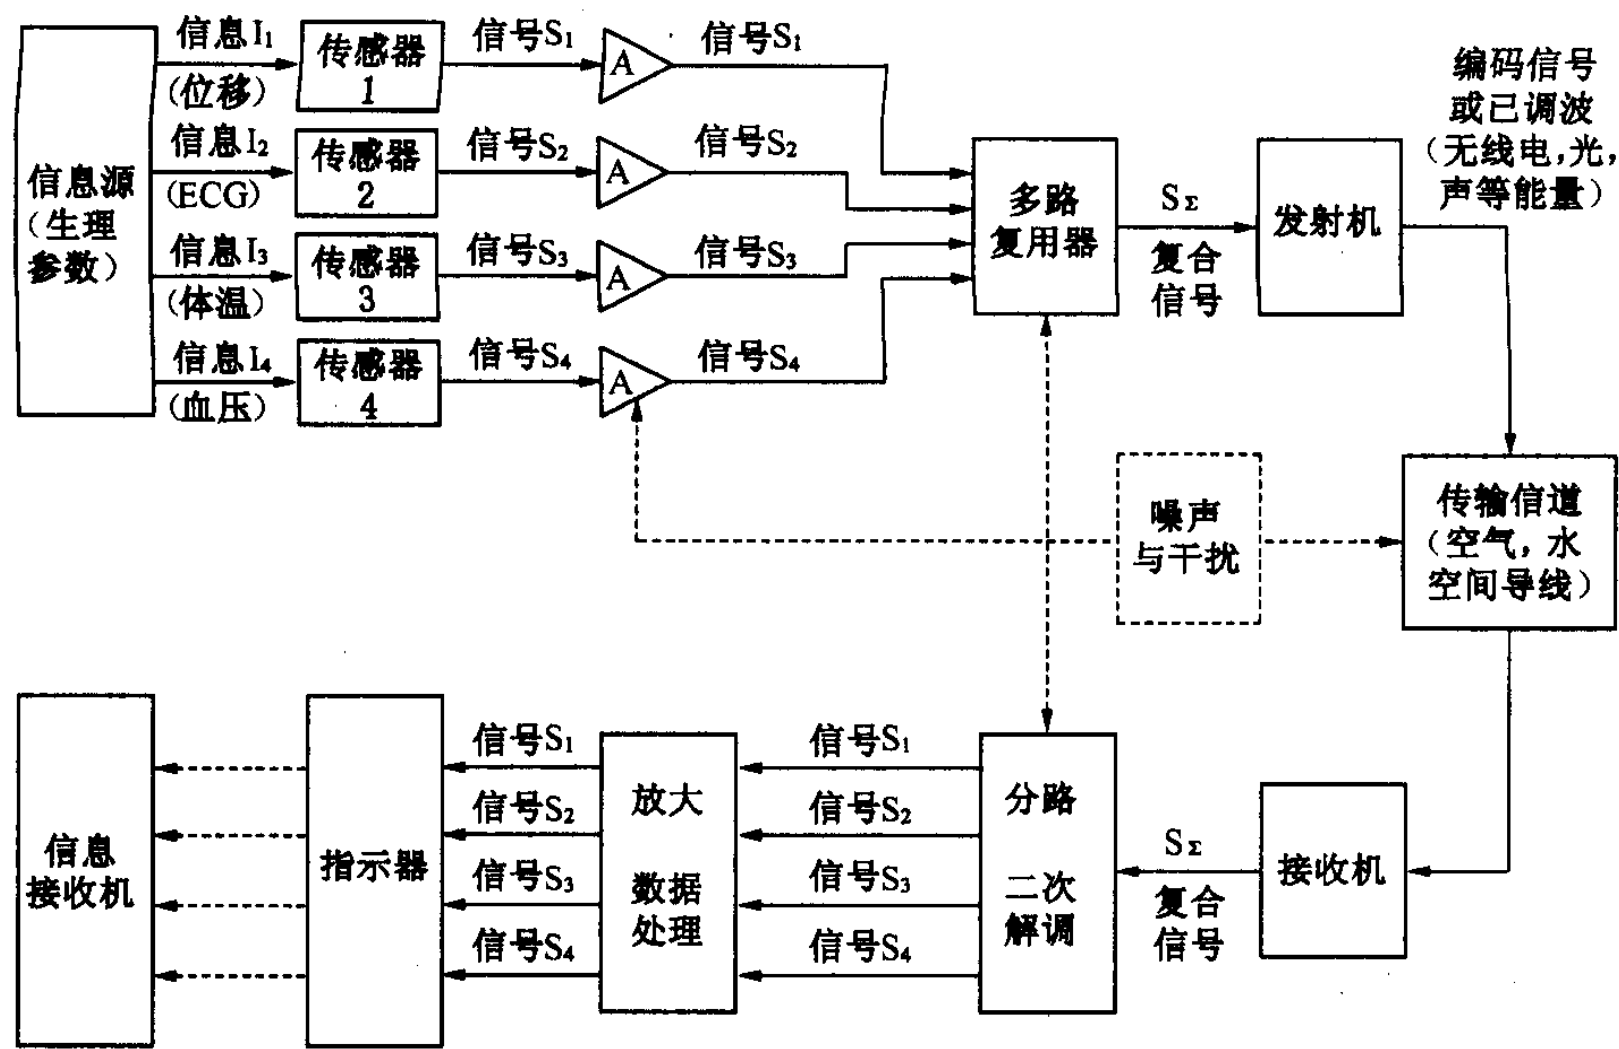 信息源
(生理
参数)
信息I₁
(位移)
传感器
1
信号S₁
A
信号S₁
信息I₂
(ECG)
传感器
2
信号S₂
A
信号S₂
信息I₃
(体温)
传感器
3
信号S₃
A
信号S₃
信息I₄
(血压)
传感器
4
信号S₄
A
信号S₄
多路
复用器
SΣ
复合
信号
发射机
编码信号
或已调波
(无线电,光,
声等能量)
噪声
与干扰
传输信道
(空气,水
空间导线)
接收机
SΣ
复合
信号
分路
二次
解调
信号S₁
信号S₂
信号S₃
信号S₄
放大
数据
处理
信号S₁
信号S₂
信号S₃
信号S₄
指示器
信息
接收机